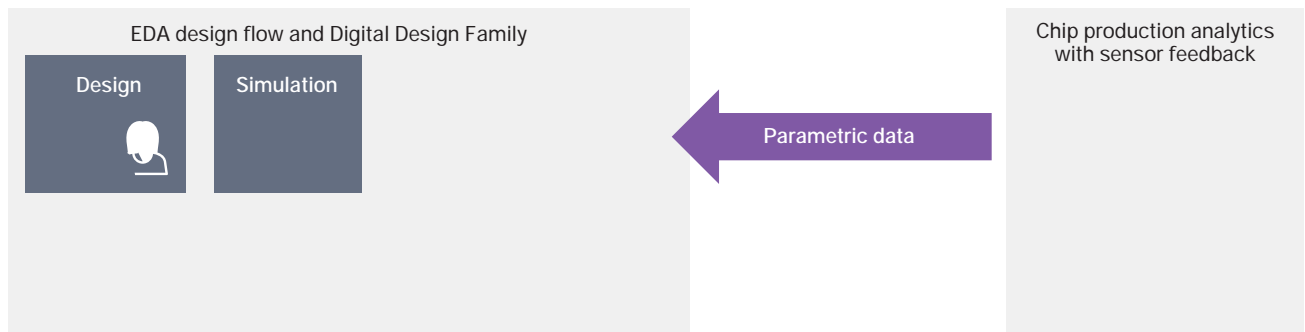 EDA design flow and Digital Design Family
Design
Simulation
Parametric data
Chip production analytics
with sensor feedback